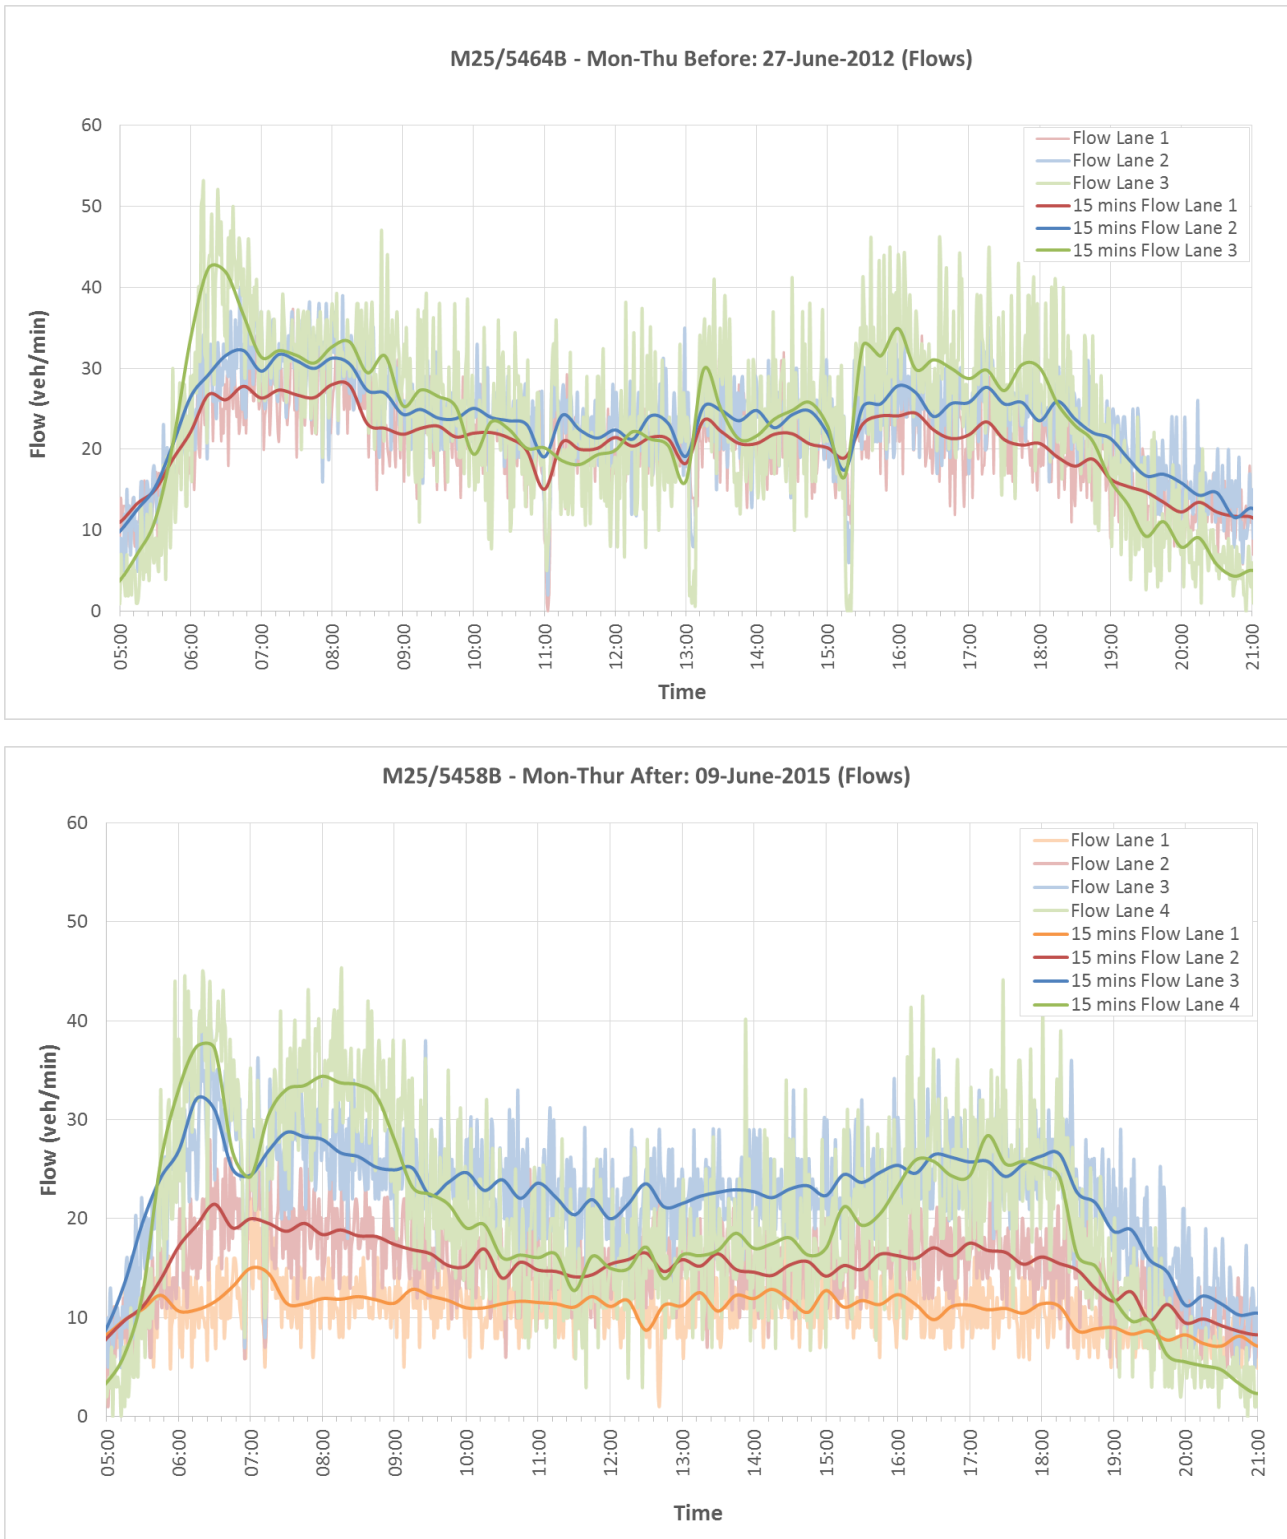 M25/5464B - Mon-Thu Before: 27-June-2012 (Flows)
60
50
40
30
20
10
0
Flow (veh/min)
Flow Lane 1
Flow Lane 2
Flow Lane 3
15 mins Flow Lane 1
15 mins Flow Lane 2
15 mins Flow Lane 3
05:00
06:00
07:00
08:00
09:00
10:00
11:00
12:00
13:00
14:00
15:00
16:00
17:00
18:00
19:00
20:00
21:00
Time
M25/5458B - Mon-Thur After: 09-June-2015 (Flows)
60
50
40
30
20
10
0
Flow (veh/min)
Flow Lane 1
Flow Lane 2
Flow Lane 3
Flow Lane 4
15 mins Flow Lane 1
15 mins Flow Lane 2
15 mins Flow Lane 3
15 mins Flow Lane 4
05:00
06:00
07:00
08:00
09:00
10:00
11:00
12:00
13:00
14:00
15:00
16:00
17:00
18:00
19:00
20:00
21:00
Time